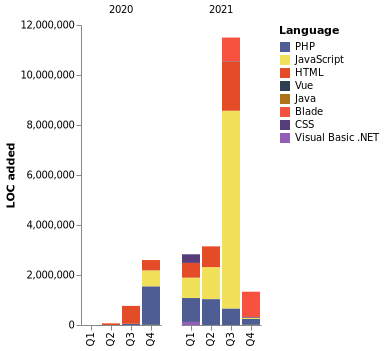 2020
2021
12,000,000
10,000,000
8,000,000
6,000,000
4,000,000
2,000,000
0
LOC added
Q1
Q2
Q3
Q4
Q1
Q2
Q3
Q4
Language
PHP
JavaScript
HTML
Vue
Java
Blade
CSS
Visual Basic .NET